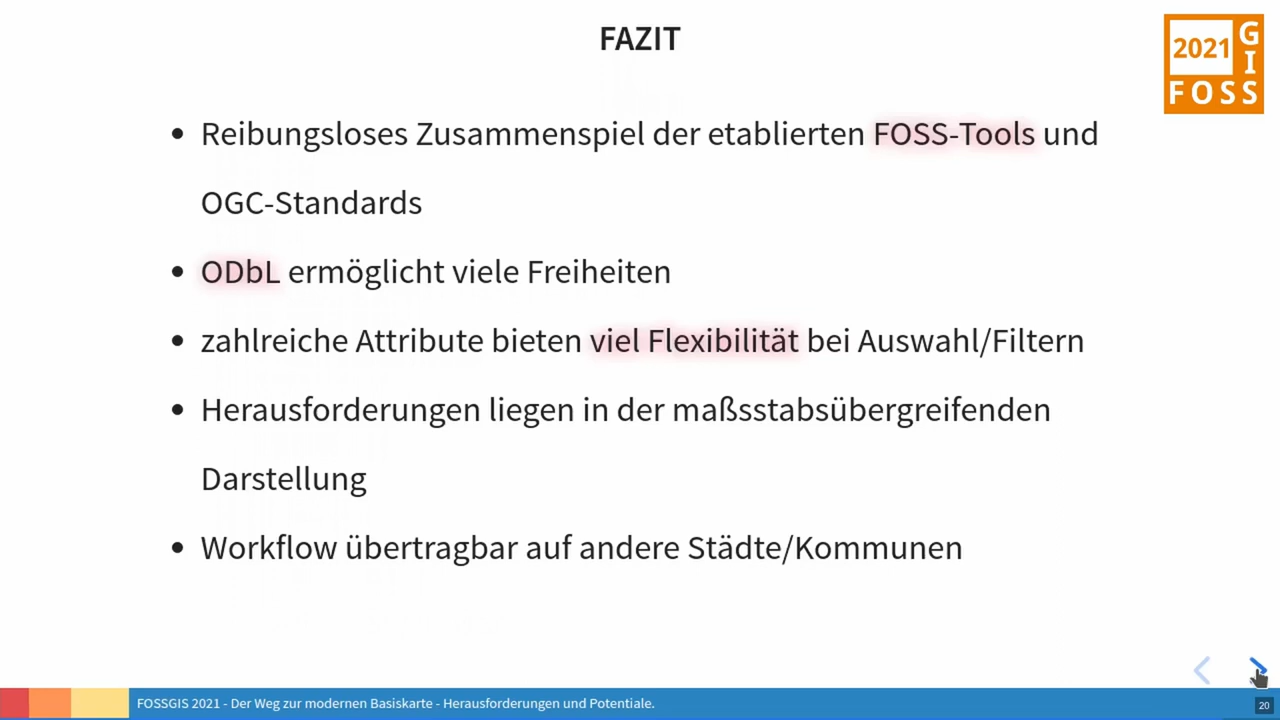 FAZIT
2021 G
I
FOSS
Reibungsloses Zusammenspiel der etablierten FOSS-Tools und
OGC-Standards
ODbL ermöglicht viele Freiheiten
zahlreiche Attribute bieten viel Flexibilität bei Auswahl/Filtern
Herausforderungen liegen in der maßsstabsübergreifenden
Darstellung
Workflow übertragbar auf andere Städte/Kommunen
FOSSGIS 2021 - Der Weg zur modernen Basiskarte - Herausforderungen und Potentiale.
20